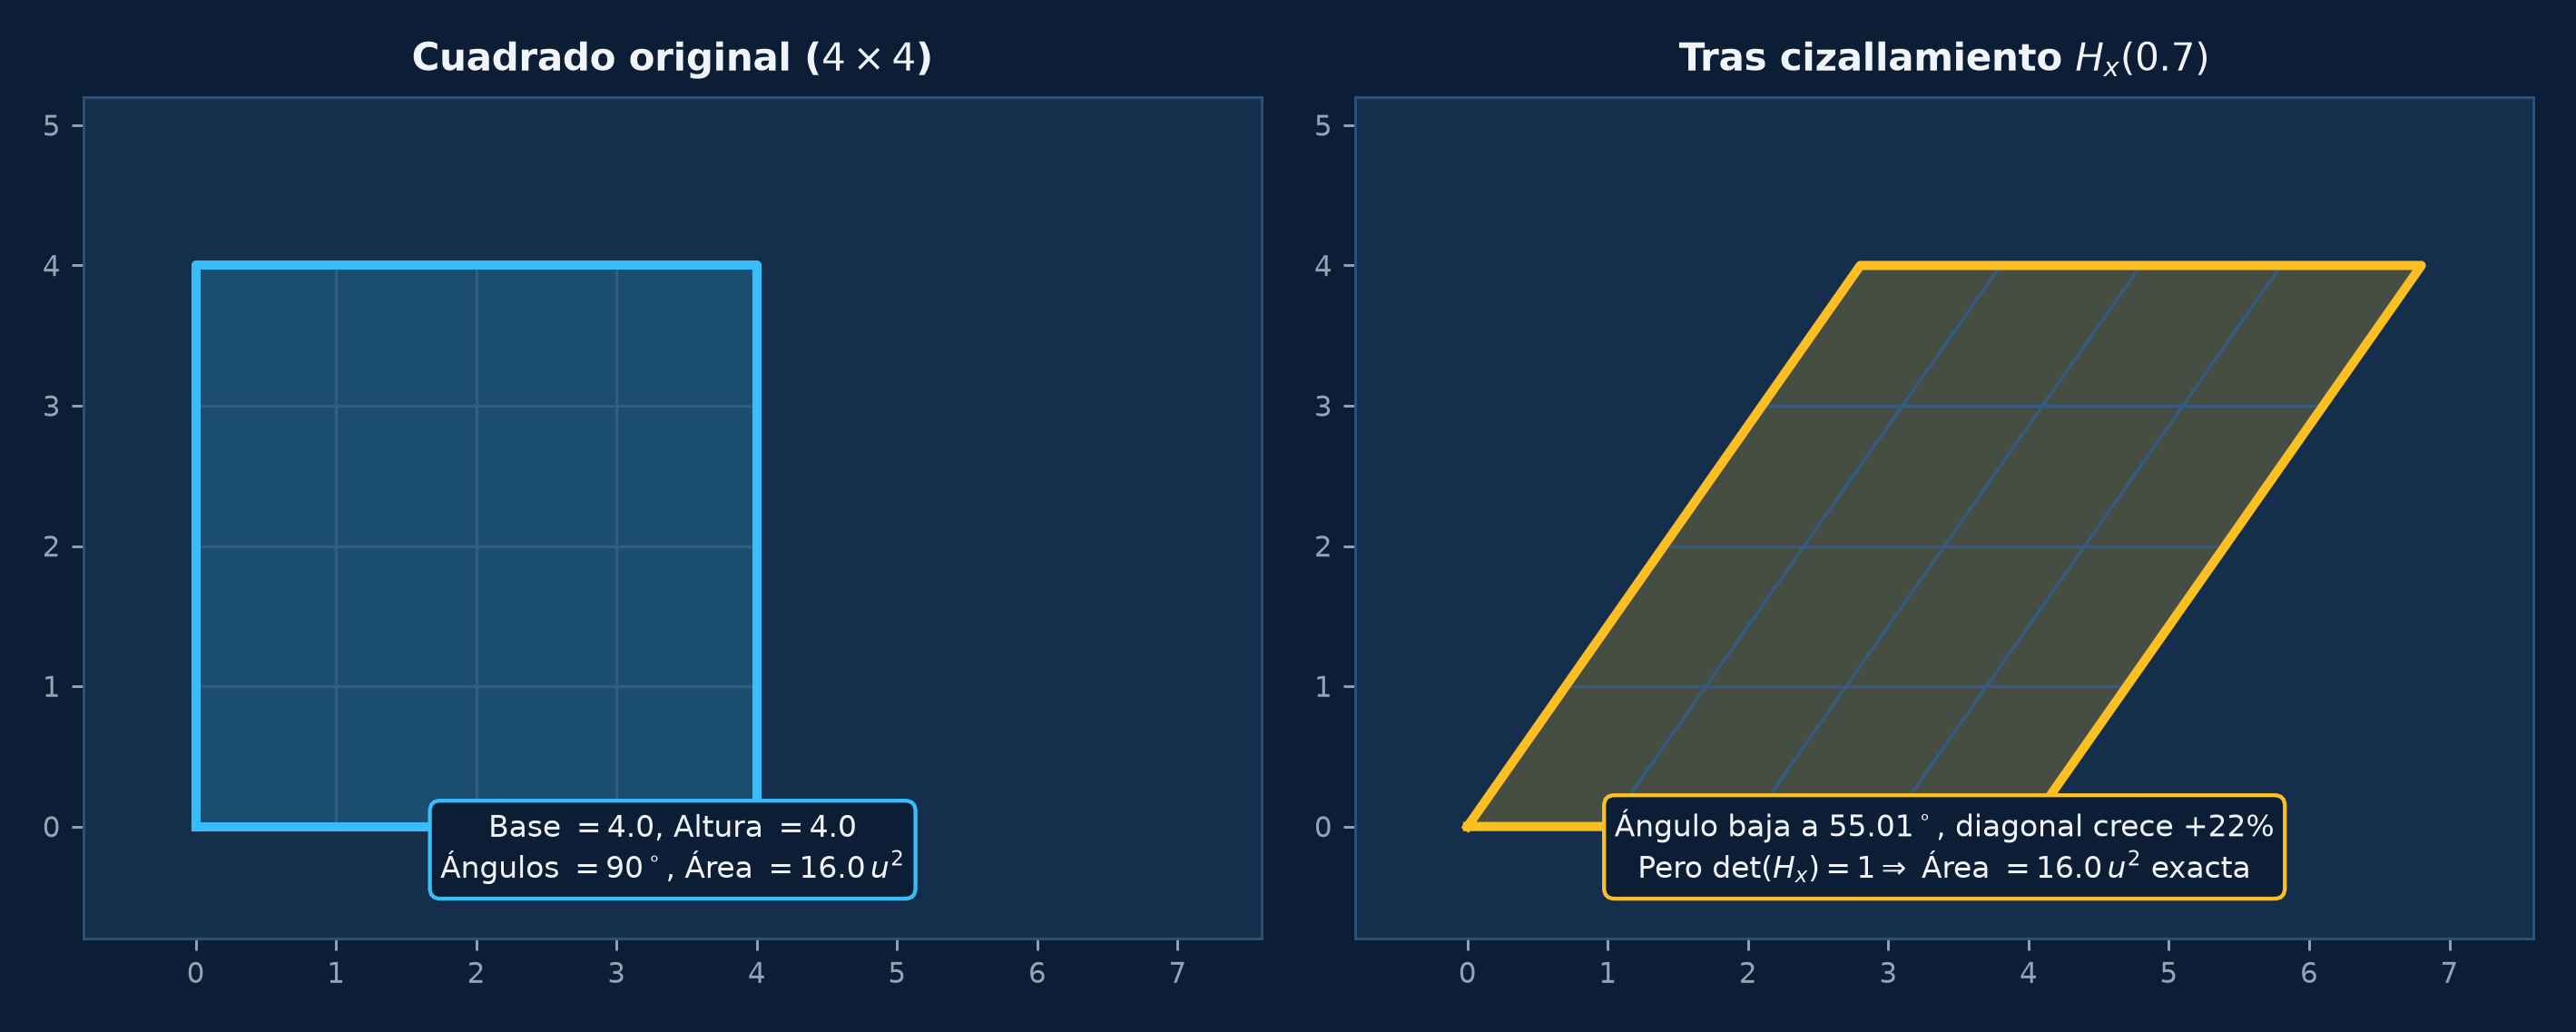 Cuadrado original (4 × 4)
5
4
3
2
1
0
0 1 2 3 4 5 6 7
Base = 4.0, Altura = 4.0
Ángulos = 90°, Área = 16.0 u²
Tras cizallamiento Hₓ(0.7)
5
4
3
2
1
0
0 1 2 3 4 5 6 7
Ángulo baja a 55.01°, diagonal crece +22%
Pero det(Hₓ) = 1 ⇒ Área = 16.0 u² exacta